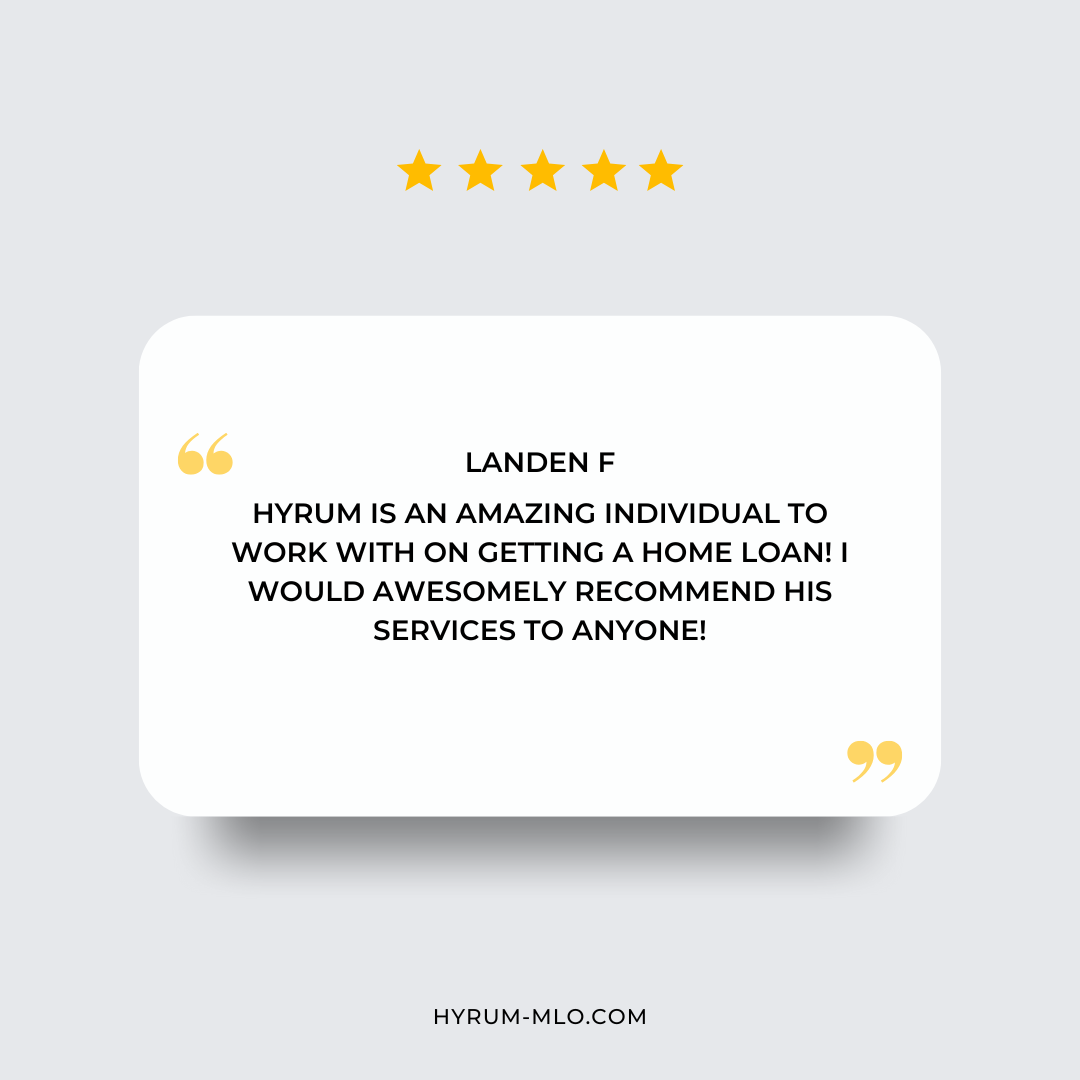 LANDEN F
HYRUM IS AN AMAZING INDIVIDUAL TO
WORK WITH ON GETTING A HOME LOAN! I
WOULD AWESOMELY RECOMMEND HIS
SERVICES TO ANYONE!
HYRUM-MLO.COM